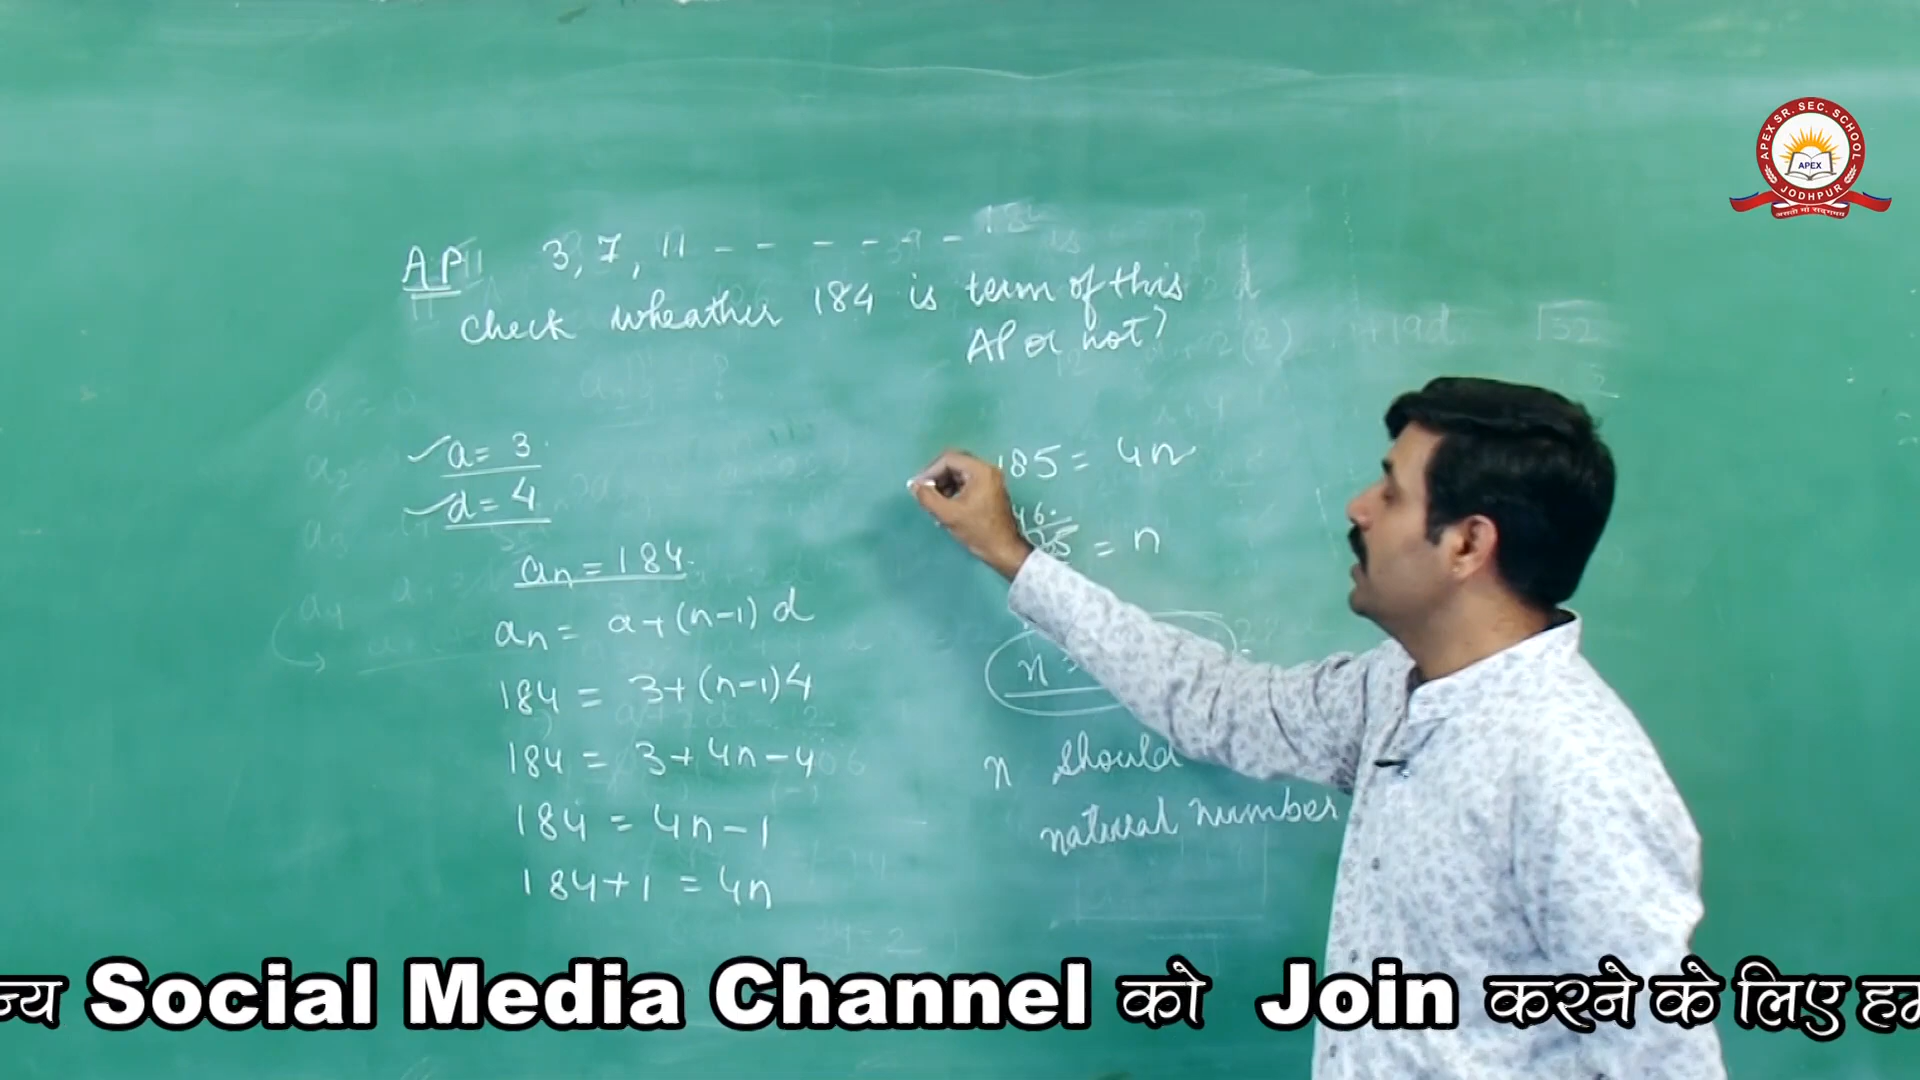 AP 3, 7, 11 - - - - - -
check wheather 184 is term of this
AP or not?
a = 3
d = 4
an = 184
an = a + (n-1) d
184 = 3 + (n-1) 4
184 = 3 + 4n - 4
184 = 4n - 1
184 + 1 = 4n
185 = 4n
= n
n
n should
natural number
APEX SR. SEC. SCHOOL
APEX
JODHPUR
Social Media Channel को Join करने के लिए